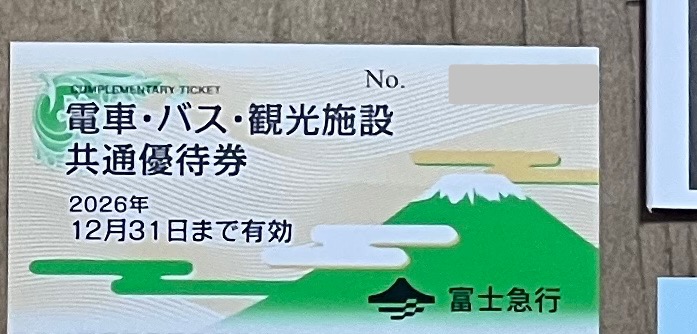 COMPLEMENTARY TICKET
No.
電車・バス・観光施設
共通優待券
2026年
12月31日まで有効
富士急行